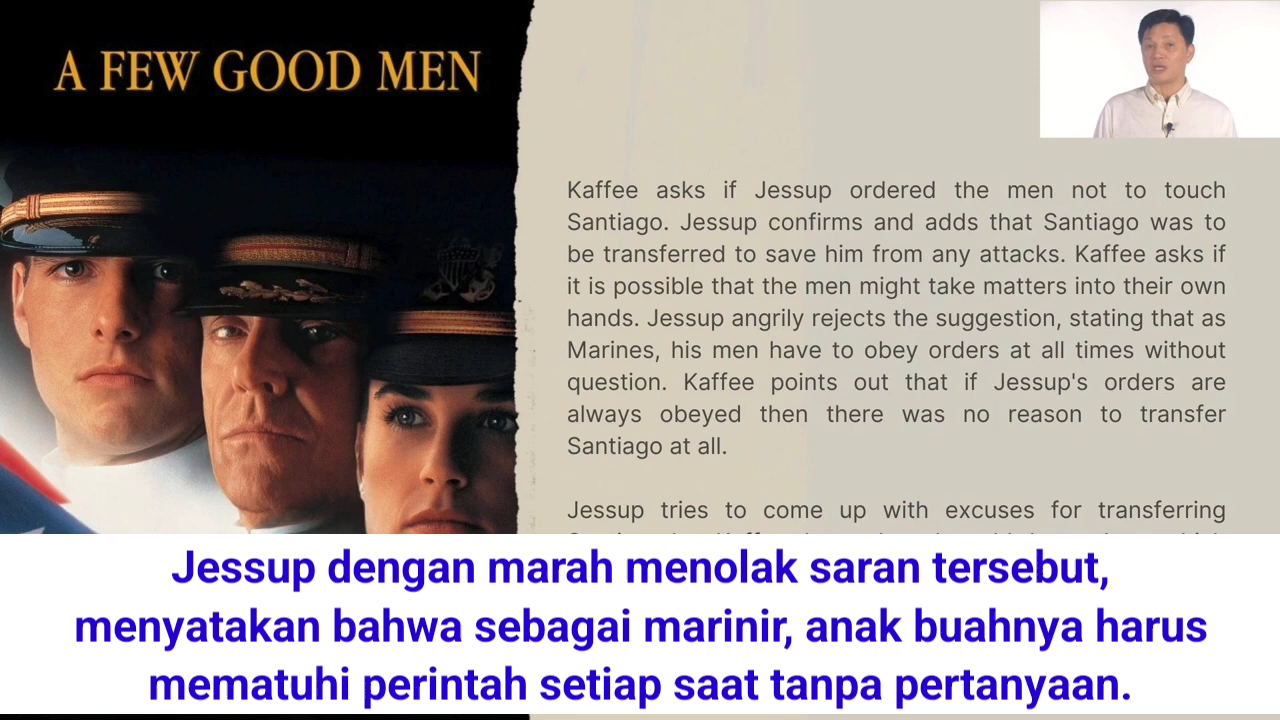 A FEW GOOD MEN
Kaffee asks if Jessup ordered the men not to touch
Santiago. Jessup confirms and adds that Santiago was to
be transferred to save him from any attacks. Kaffee asks if
it is possible that the men might take matters into their own
hands. Jessup angrily rejects the suggestion, stating that as
Marines, his men have to obey orders at all times without
question. Kaffee points out that if Jessup's orders are
always obeyed then there was no reason to transfer
Santiago at all.
Jessup tries to come up with excuses for transferring
Jessup dengan marah menolak saran tersebut,
menyatakan bahwa sebagai marinir, anak buahnya harus
mematuhi perintah setiap saat tanpa pertanyaan.